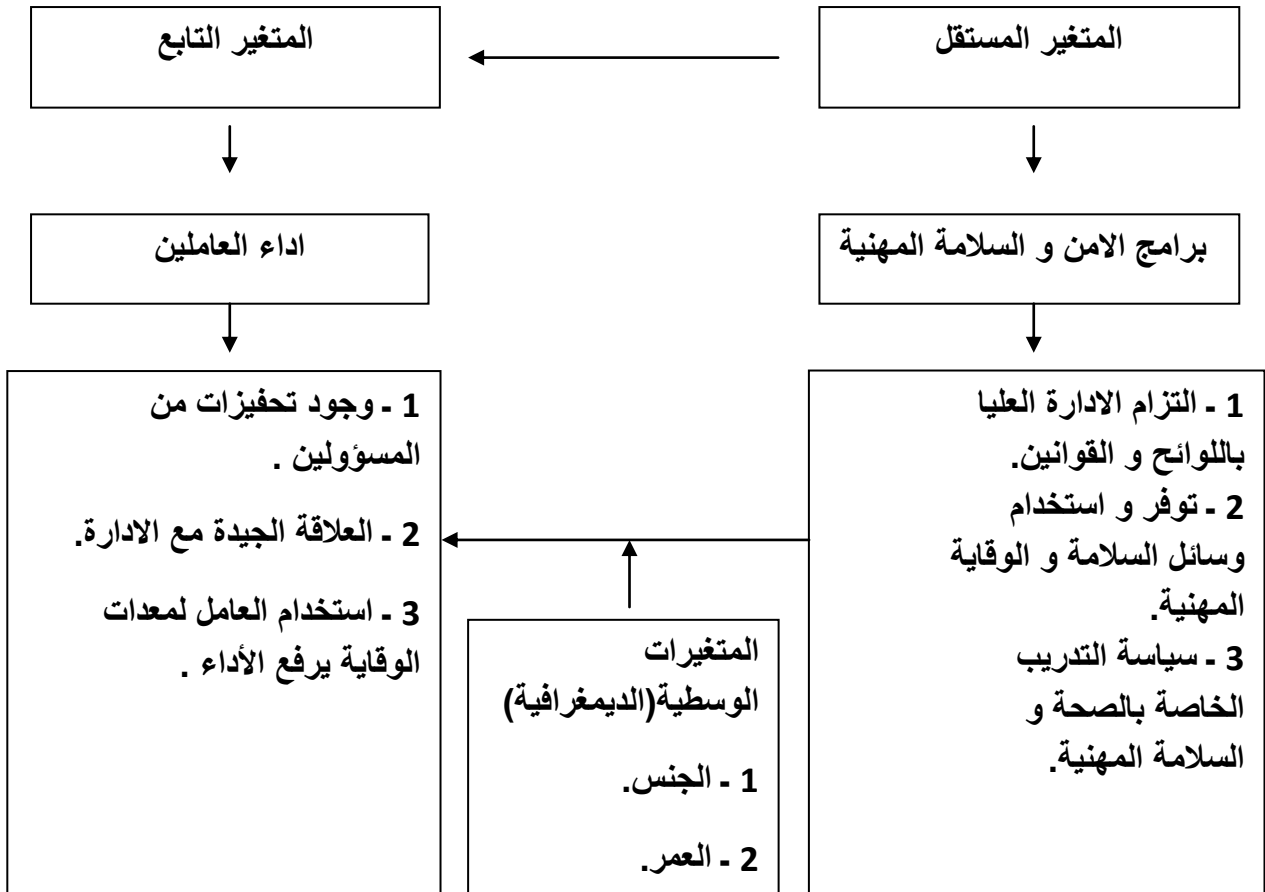 المتغير المستقل
المتغير التابع
برامج الامن و السلامة المهنية
اداء العاملين
1 ـ التزام الادارة العليا
باللوائح و القوانين.
2 ـ توفر و استخدام
وسائل السلامة و الوقاية
المهنية.
3 ـ سياسة التدريب
الخاصة بالصحة و
السلامة المهنية.
1 ـ وجود تحفيزات من
المسؤولين .
2 ـ العلاقة الجيدة مع الادارة.
3 ـ استخدام العامل لمعدات
الوقاية يرفع الأداء .
المتغيرات
الوسطية(الديمغرافية)
1 ـ الجنس.
2 ـ العمر.